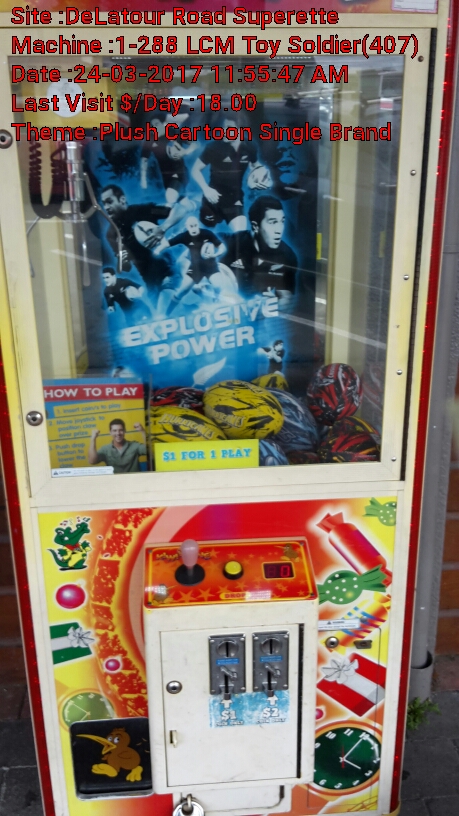 Site :DeLatour Road Superette
Machine :1-288 LCM Toy Soldier(407)
Date :24-03-2017 11:55:47 AM
Last Visit $/Day :18.00
Theme :Plush Cartoon Single Brand
EXPLOSIVE
POWER
HOW TO PLAY
$1 FOR 1 PLAY
$1
$2